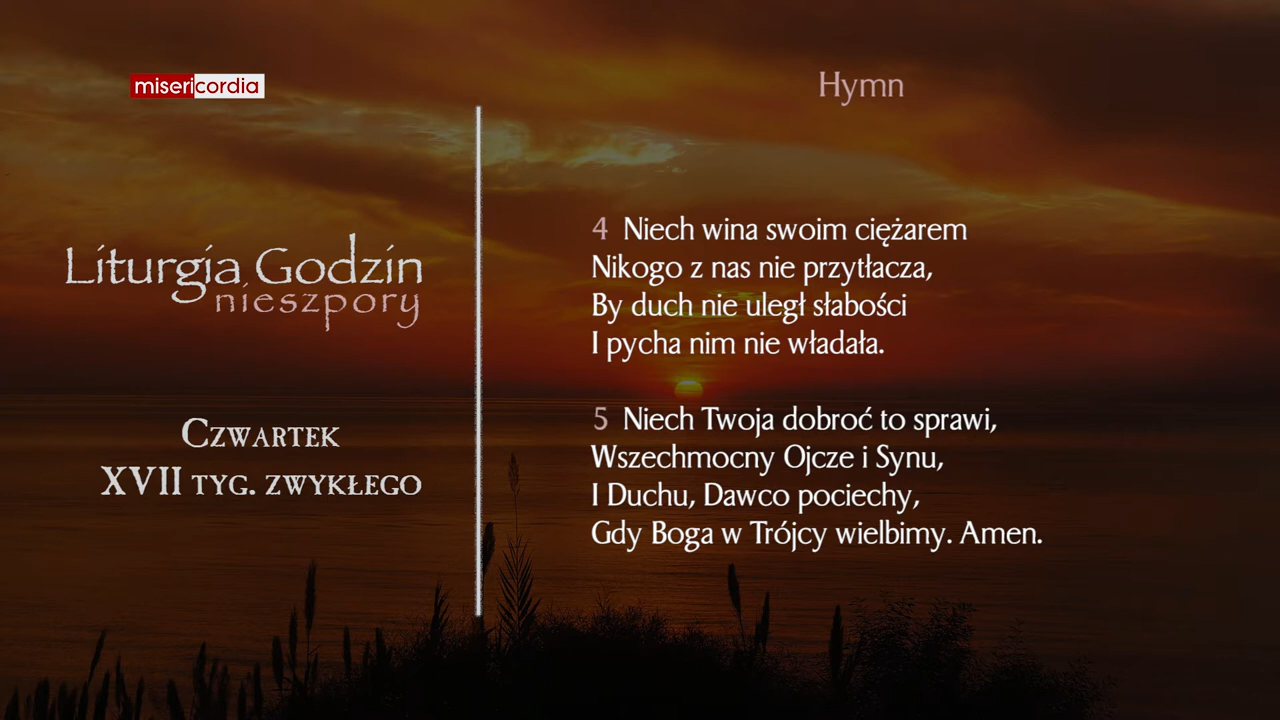 misericordia
Liturgia Godzin
nieszpory
Czwartek
XVII tyg. zwykłego
Hymn
4 Niech wina swoim ciężarem
Nikogo z nas nie przytłacza,
By duch nie uległ słabości
I pycha nim nie władała.
5 Niech Twoja dobroć to sprawi,
Wszechmocny Ojcze i Synu,
I Duchu, Dawco pociechy,
Gdy Boga w Trójcy wielbimy. Amen.